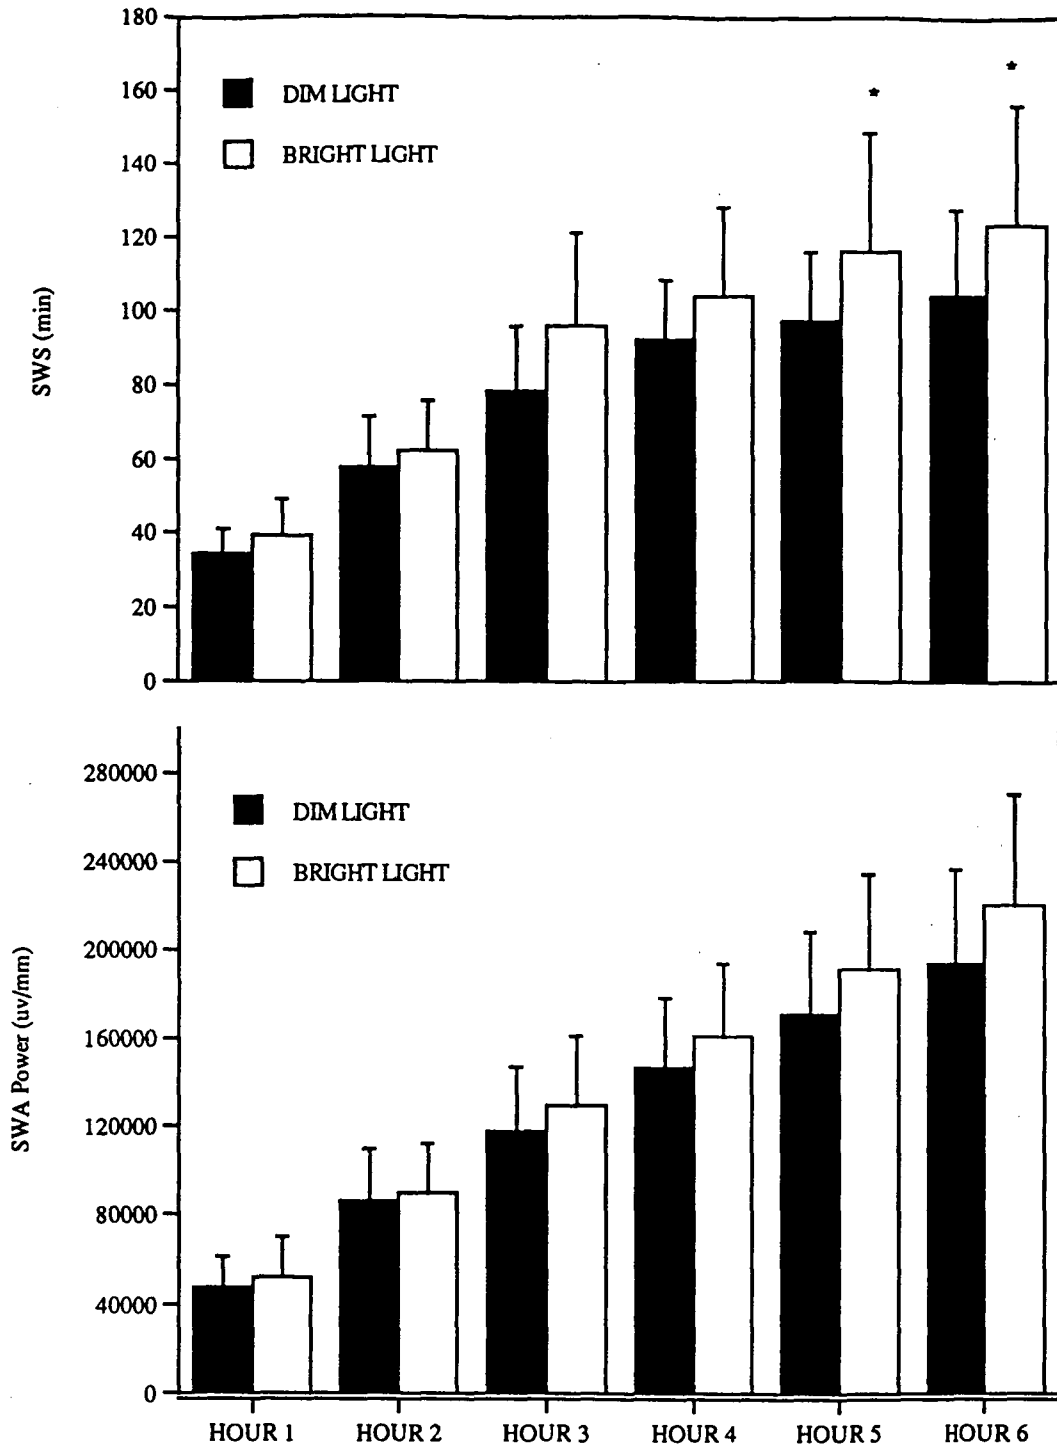 180
160
140
120
100
80
60
40
20
0
SWS (min)
DIM LIGHT
BRIGHT LIGHT
*
*
280000
240000
200000
160000
120000
80000
40000
0
SWA Power (uv/mm)
DIM LIGHT
BRIGHT LIGHT
HOUR 1 HOUR 2 HOUR 3 HOUR 4 HOUR 5 HOUR 6